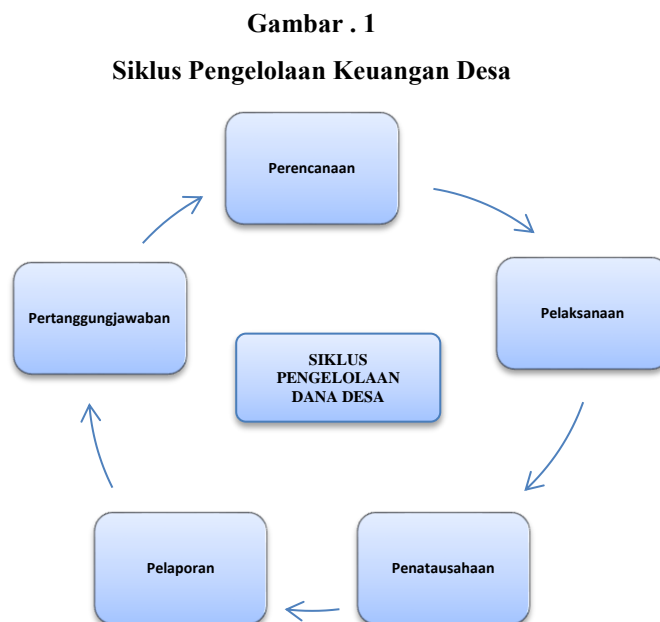 Gambar . 1
Siklus Pengelolaan Keuangan Desa
Perencanaan
Pelaksanaan
Pertanggungjawaban
SIKLUS
PENGELOLAAN
DANA DESA
Pelaporan
Penatausahaan